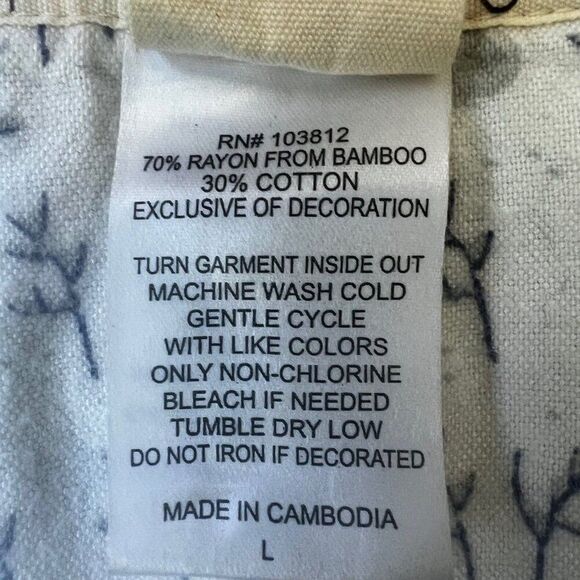 RN# 103812
70% RAYON FROM BAMBOO
30% COTTON
EXCLUSIVE OF DECORATION
TURN GARMENT INSIDE OUT
MACHINE WASH COLD
GENTLE CYCLE
WITH LIKE COLORS
ONLY NON-CHLORINE
BLEACH IF NEEDED
TUMBLE DRY LOW
DO NOT IRON IF DECORATED
MADE IN CAMBODIA
L